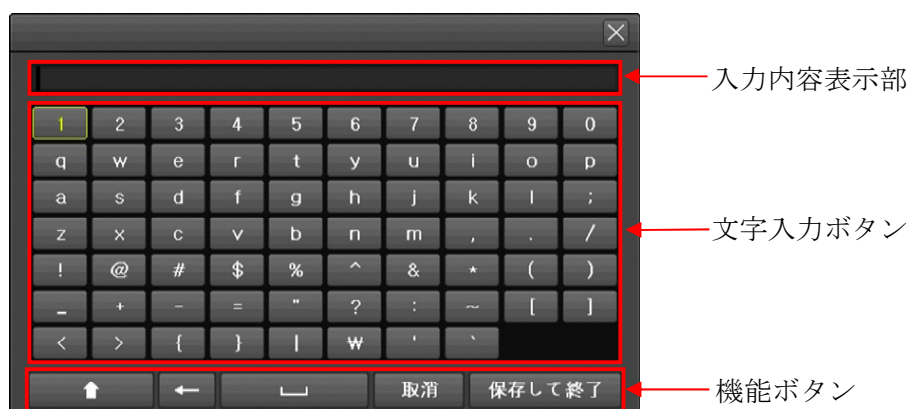 入力内容表示部
1 2 3 4 5 6 7 8 9 0
q w e r t y u i o p
a s d f g h j k l ;
z x c v b n m , . /
文字入力ボタン
! @ # $ % ^ & * ( )
_ + - = " ? : ~ [ ]
< > { } | ₩ ' `
取消 保存して終了
機能ボタン